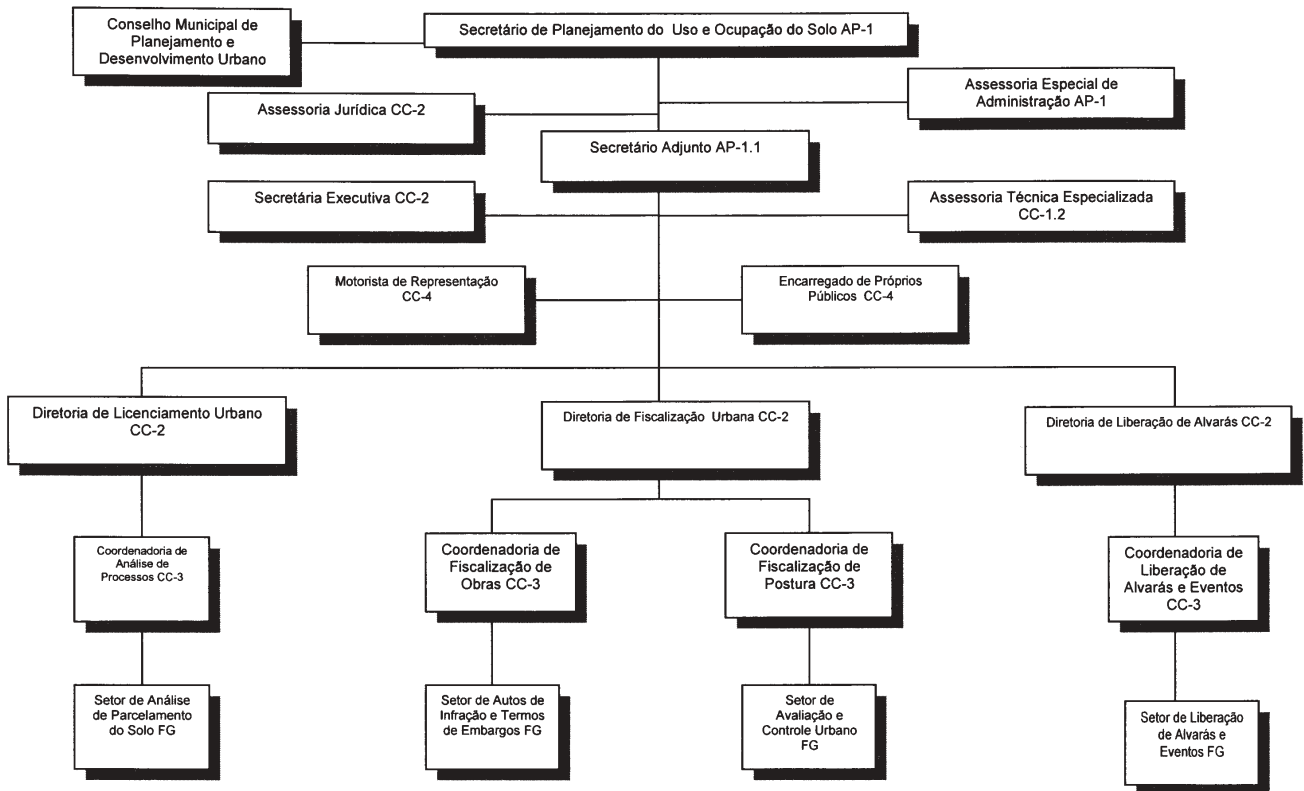 Conselho Municipal de
Planejamento e
Desenvolvimento Urbano
Secretário de Planejamento do Uso e Ocupação do Solo AP-1
Assessoria Jurídica CC-2
Assessoria Especial de
Administração AP-1
Secretário Adjunto AP-1.1
Secretária Executiva CC-2
Assessoria Técnica Especializada
CC-1.2
Motorista de Representação
CC-4
Encarregado de Próprios
Públicos CC-4
Diretoria de Licenciamento Urbano
CC-2
Diretoria de Fiscalização Urbana CC-2
Diretoria de Liberação de Alvarás CC-2
Coordenadoria de
Análise de
Processos CC-3
Coordenadoria de
Fiscalização de
Obras CC-3
Coordenadoria de
Fiscalização de
Postura CC-3
Coordenadoria de
Liberação de
Alvarás e Eventos
CC-3
Setor de Análise
de Parcelamento
do Solo FG
Setor de Autos de
Infração e Termos
de Embargos FG
Setor de
Avaliação e
Controle Urbano
FG
Setor de Liberação
de Alvarás e
Eventos FG